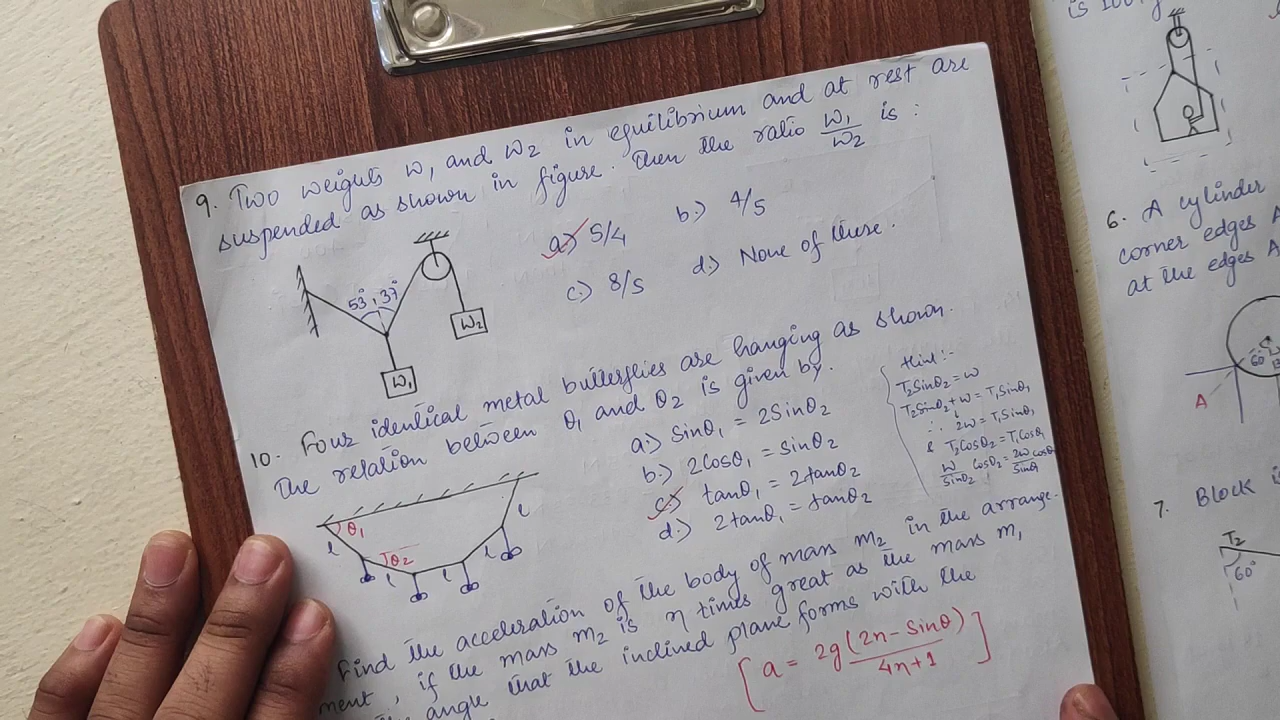 9. Two weights W₁ and W₂ in equilibrium and at rest are
suspended as shown in figure. Then the ratio W₁/W₂ is :
a) 5/4
b.) 4/5
c.) 8/5
d.) None of these.
53°, 37°
W₂
W₁
10. Four identical metal butterflies are hanging as shown.
The relation between θ₁ and θ₂ is given by.
a.) sinθ₁ = 2sinθ₂
b.) 2cosθ₁ = sinθ₂
c.) tanθ₁ = 2tanθ₂
d.) 2tanθ₁ = tanθ₂
Hint:-
T₂sinθ₂ = W
T₂sinθ₂ + W = T₁sinθ₁
∴ 2W = T₁sinθ₁
& T₂cosθ₂ = T₁cosθ₁
W/sinθ₂ cosθ₂ = 2W cosθ/sinθ₁
θ₁
θ₂
l
l
l
l
l
Find the acceleration of the body of mass m₂ in the arrange-
ment, if the mass m₂ is η times great as the mass m₁
angle that the inclined plane forms with the
[a = 2g(2n - sinθ)/4n+1]
is 100
6. A cylinder
corner edges A
at the edges A
60°
A
7. Block
T₂
60°